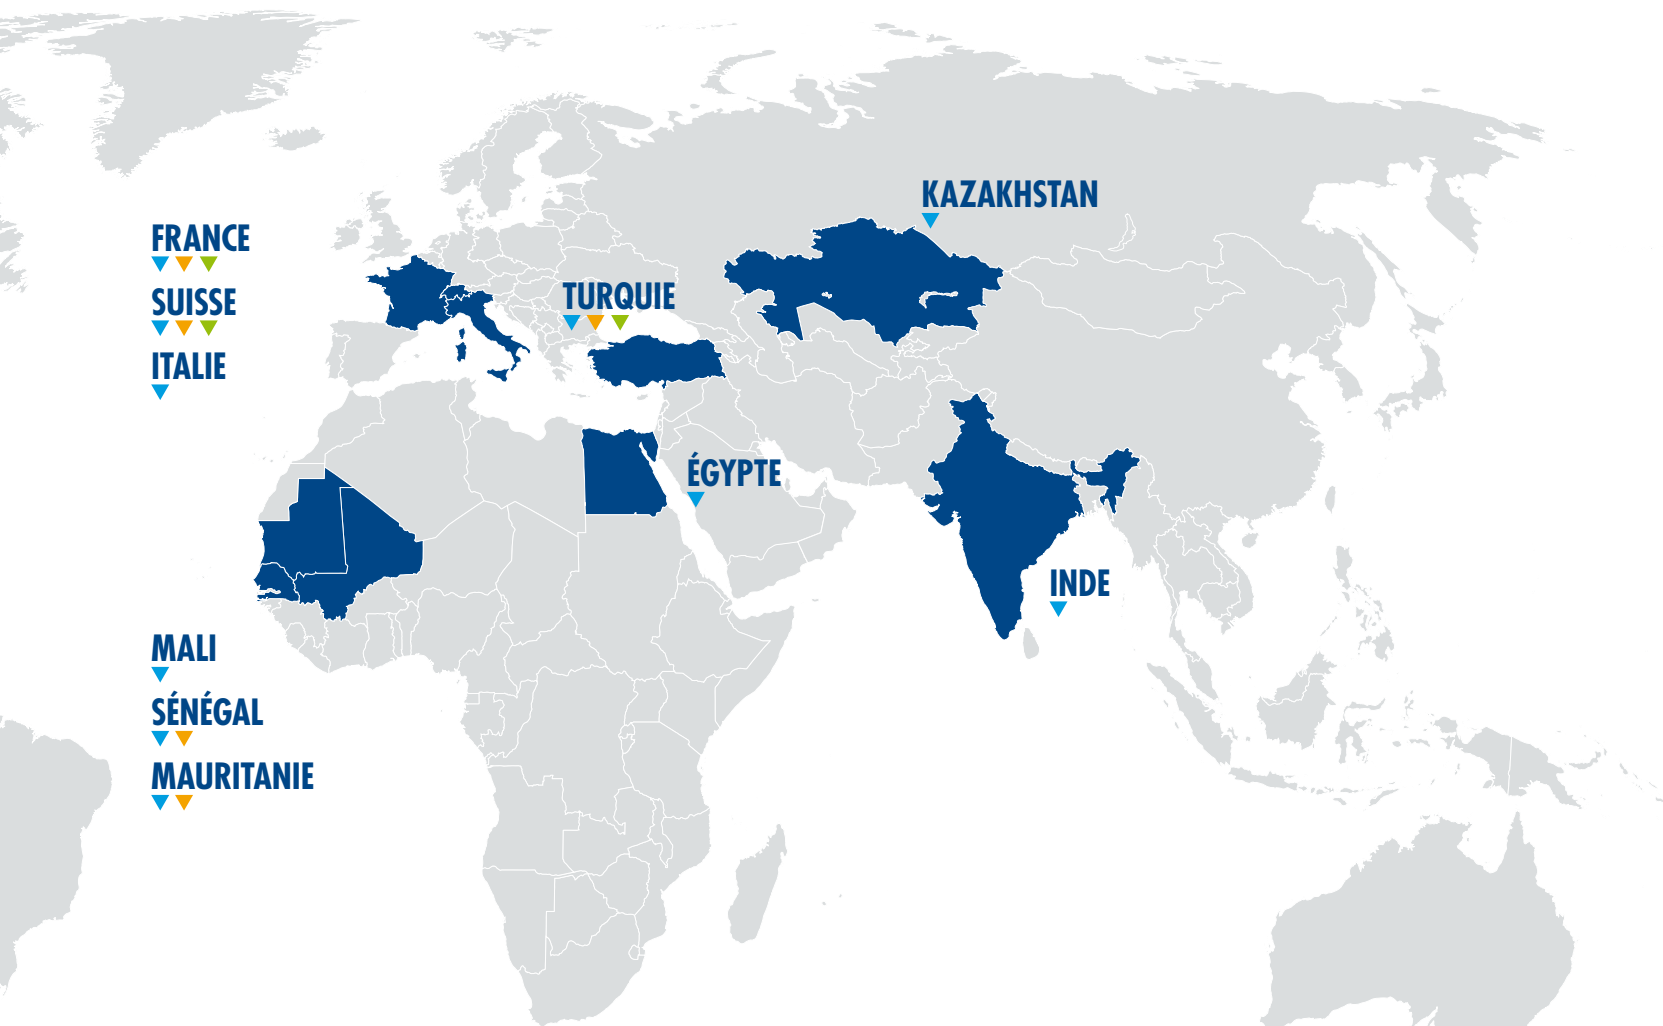 KAZAKHSTAN
FRANCE
SUISSE
TURQUIE
ITALIE
ÉGYPTE
INDE
MALI
SÉNÉGAL
MAURITANIE